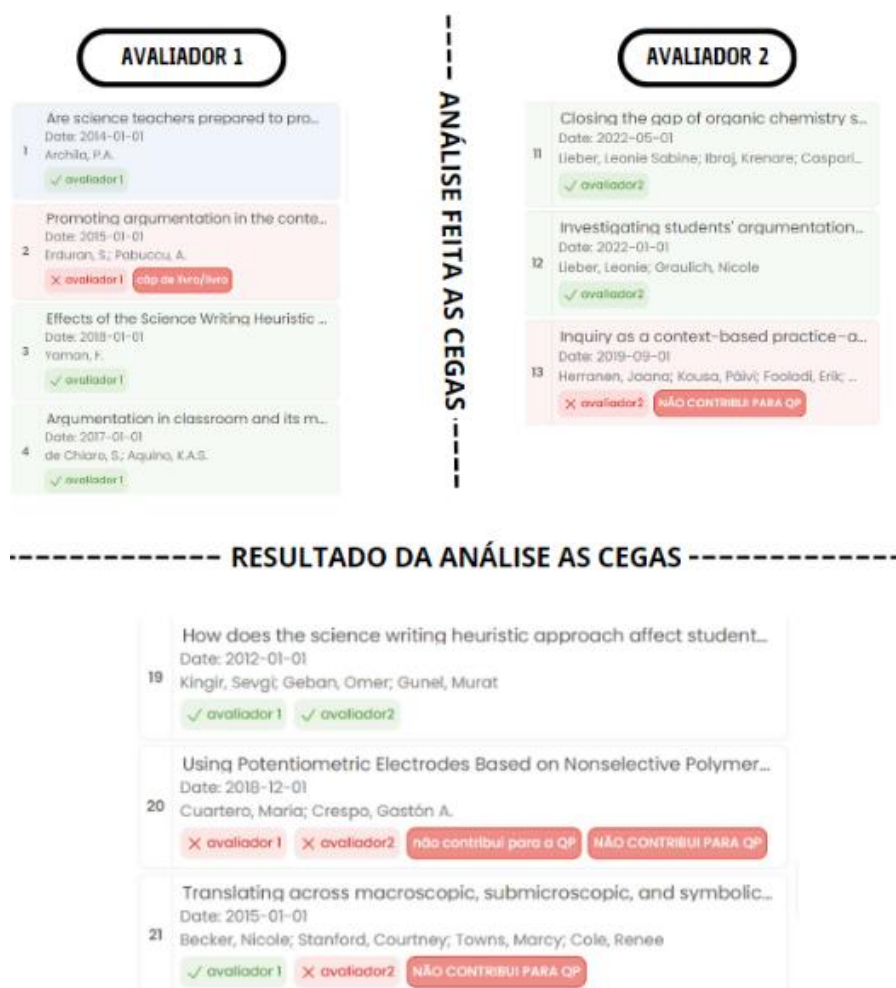 AVALIADOR 1
Are science teachers prepared to pro...
Date: 2014-01-01
1
Archila, P.A.
✓ avaliador1
Promoting argumentation in the conte...
Date: 2015-01-01
2
Erduran, S.; Pabuccu, A.
✕ avaliador1 cáp de livro/livro
Effects of the Science Writing Heuristic ...
Date: 2018-01-01
3
Yaman, F.
✓ avaliador1
Argumentation in classroom and its m...
Date: 2017-01-01
4
de Chiaro, S.; Aquino, K.A.S.
✓ avaliador1
ANÁLISE FEITA AS CEGAS
AVALIADOR 2
Closing the gap of organic chemistry s...
Date: 2022-05-01
11
Lieber, Leonie Sabine; Ibraj, Krenare; Caspari...
✓ avaliador2
Investigating students' argumentation...
Date: 2022-01-01
12
Lieber, Leonie; Graulich, Nicole
✓ avaliador2
Inquiry as a context-based practice–a...
Date: 2019-09-01
13
Herranen, Jaana; Kousa, Päivi; Fooladi, Erik; ...
✕ avaliador2 NÃO CONTRIBUI PARA QP
RESULTADO DA ANÁLISE AS CEGAS
How does the science writing heuristic approach affect student...
Date: 2012-01-01
19
Kingir, Sevgi; Geban, Omer; Gunel, Murat
✓ avaliador1 ✓ avaliador2
Using Potentiometric Electrodes Based on Nonselective Polymer...
Date: 2018-12-01
20
Cuartero, Maria; Crespo, Gastón A.
✕ avaliador1 ✕ avaliador2 não contribui para a QP NÃO CONTRIBUI PARA QP
Translating across macroscopic, submicroscopic, and symbolic...
Date: 2015-01-01
21
Becker, Nicole; Stanford, Courtney; Towns, Marcy; Cole, Renee
✓ avaliador1 ✕ avaliador2 NÃO CONTRIBUI PARA QP